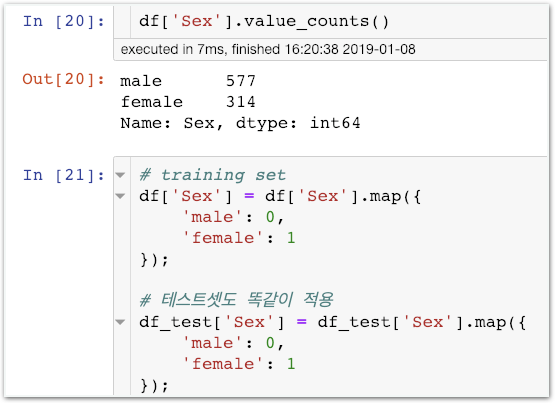 In [20]: df['Sex'].value_counts()
executed in 7ms, finished 16:20:38 2019-01-08
Out[20]: male      577
female    314
Name: Sex, dtype: int64
In [21]: # training set
df['Sex'] = df['Sex'].map({
    'male': 0,
    'female': 1
});
# 테스트셋도 똑같이 적용
df_test['Sex'] = df_test['Sex'].map({
    'male': 0,
    'female': 1
});